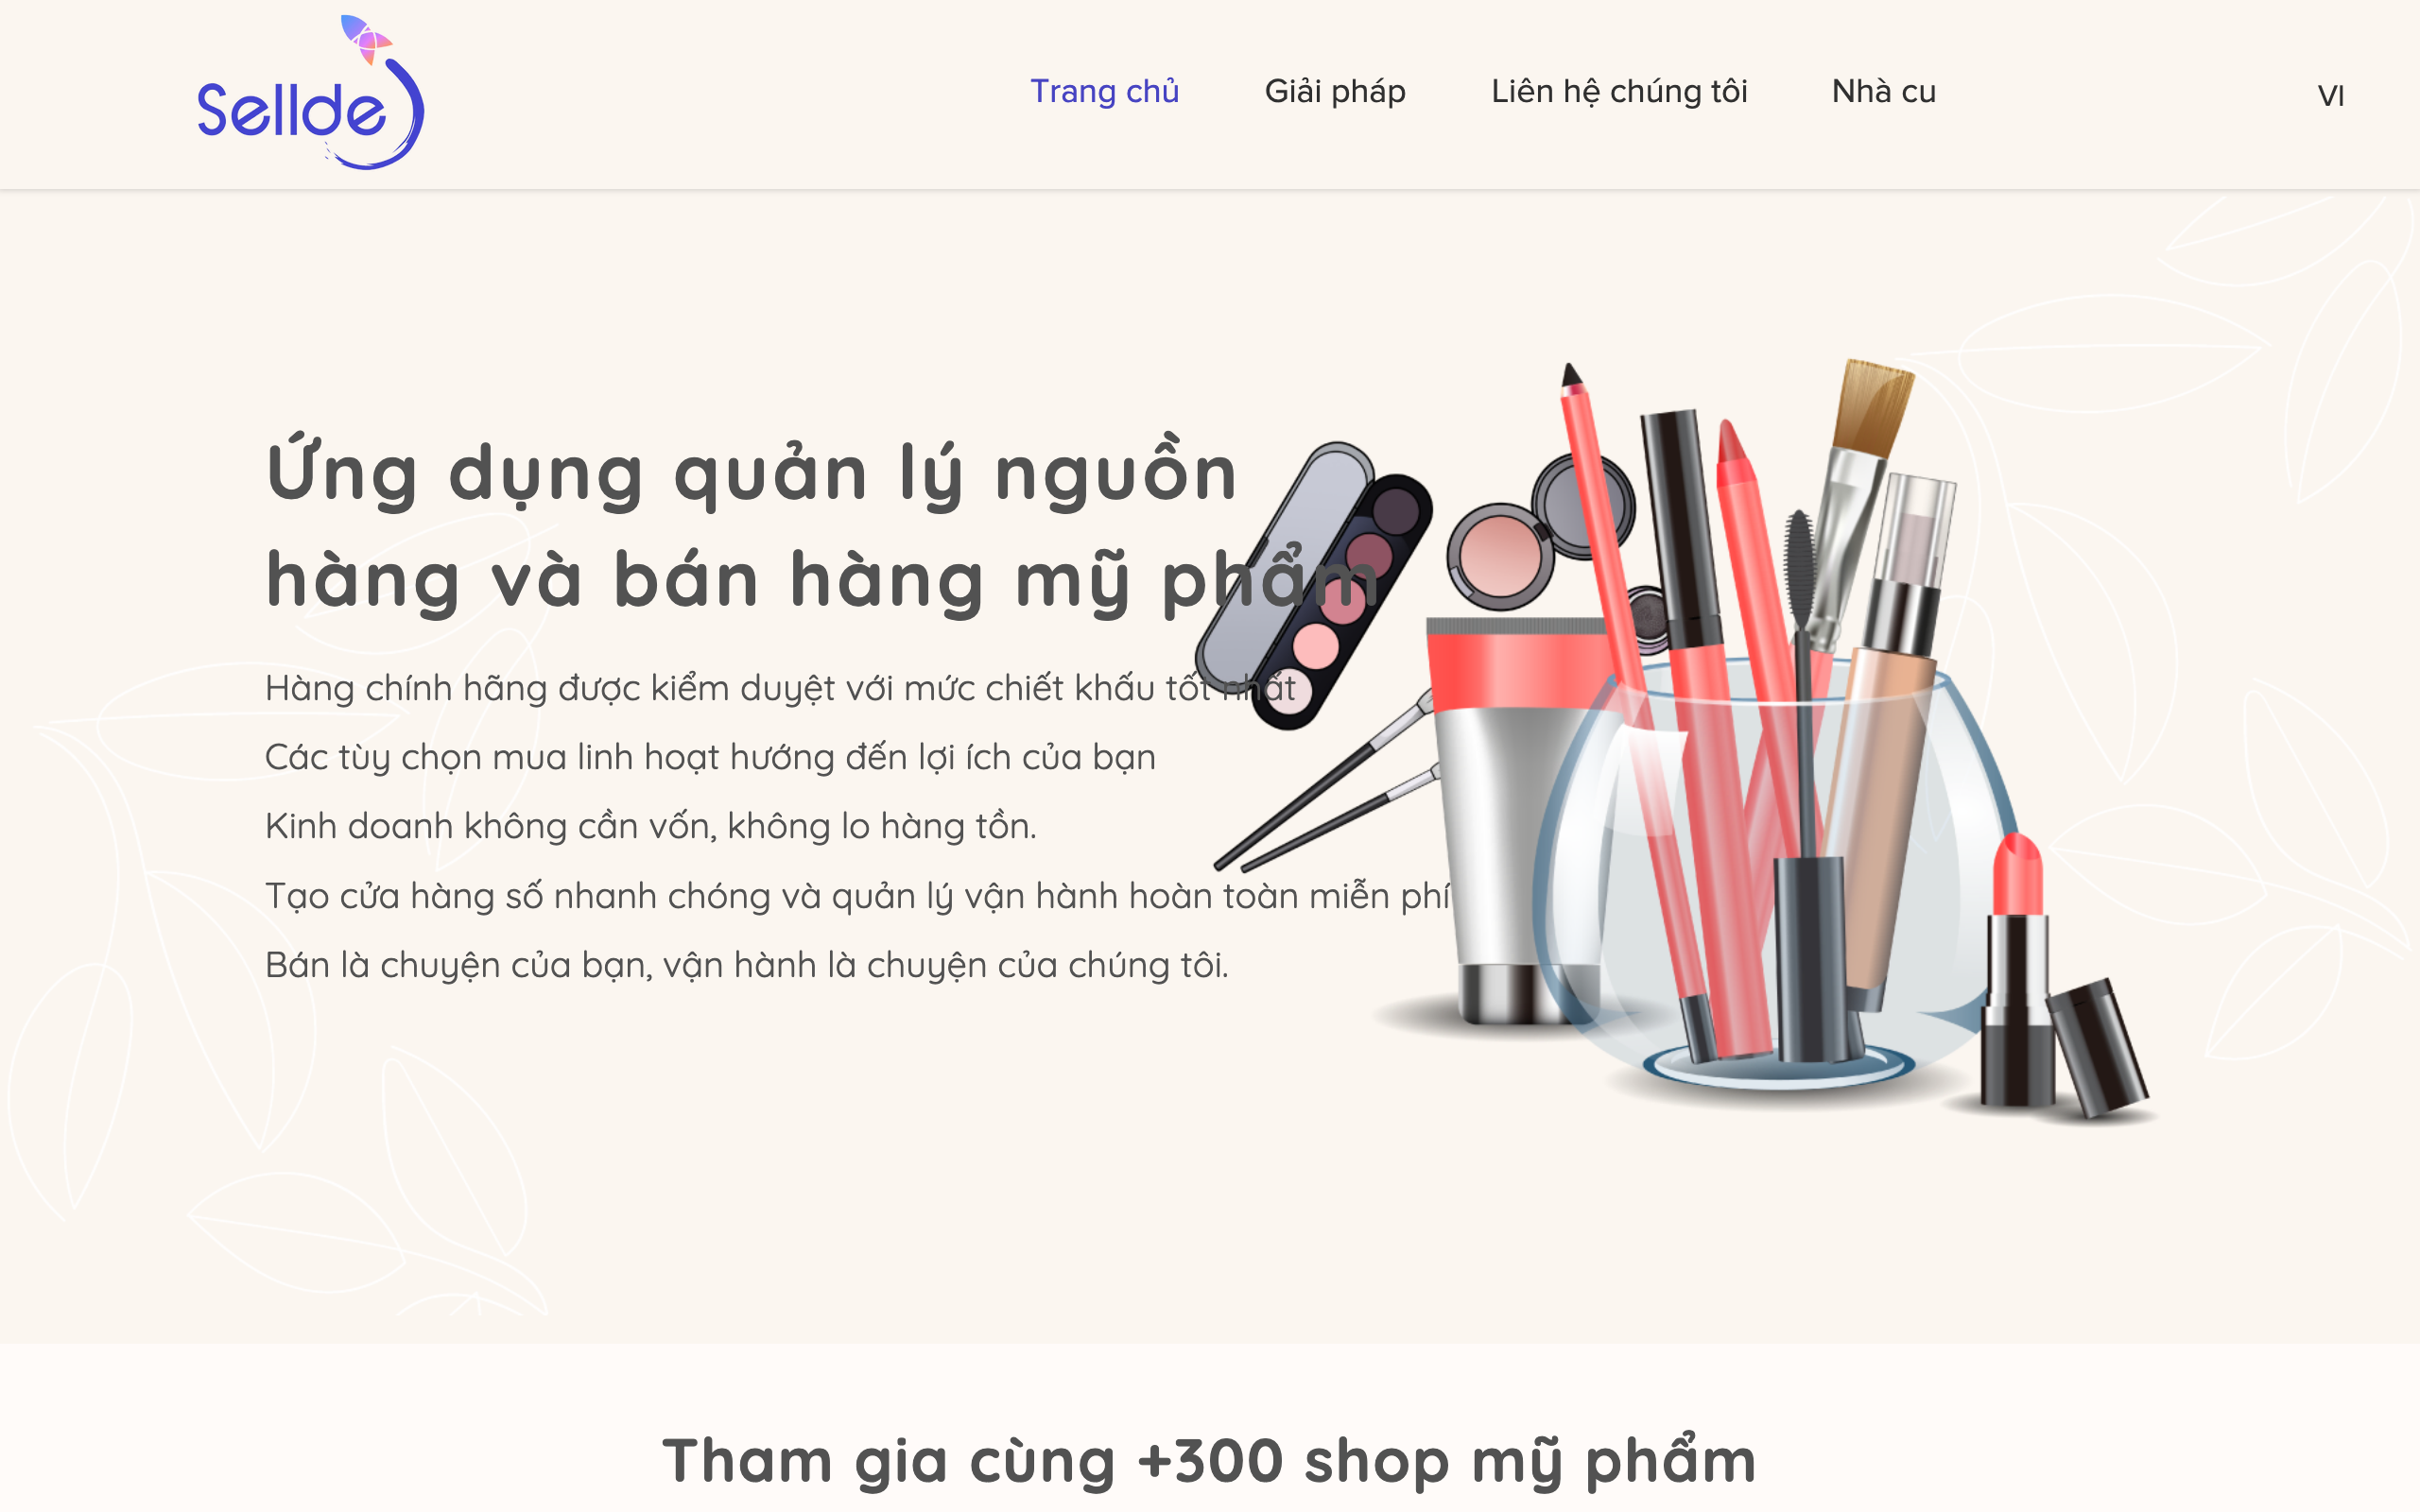 Sellde
Trang chủ
Giải pháp
Liên hệ chúng tôi
Nhà cu
VI
Ứng dụng quản lý nguồn
hàng và bán hàng mỹ phẩm
Hàng chính hãng được kiểm duyệt với mức chiết khấu tốt nhất
Các tùy chọn mua linh hoạt hướng đến lợi ích của bạn
Kinh doanh không cần vốn, không lo hàng tồn.
Tạo cửa hàng số nhanh chóng và quản lý vận hành hoàn toàn miễn phí
Bán là chuyện của bạn, vận hành là chuyện của chúng tôi.
Tham gia cùng +300 shop mỹ phẩm